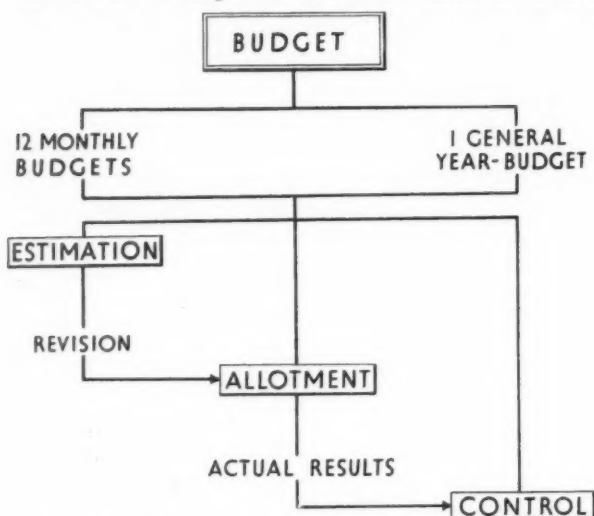 BUDGET
12 MONTHLY
BUDGETS
1 GENERAL
YEAR-BUDGET
ESTIMATION
REVISION
ALLOTMENT
ACTUAL RESULTS
CONTROL